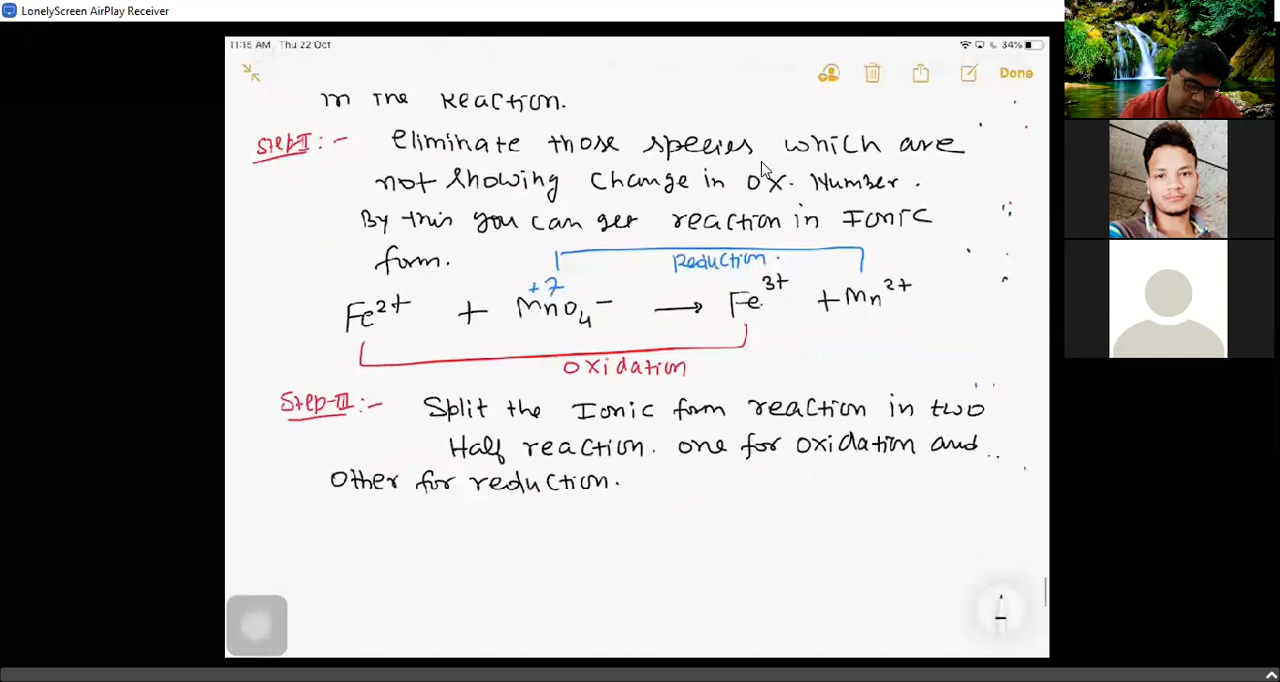 LonelyScreen AirPlay Receiver
11:15 AM Thu 22 Oct
34%
Done
in The Reaction.
Step-II:- eliminate those species which are
not showing change in ox. Number.
By this you can get reaction in Ionic
form.
Reduction.
+7
Fe²⁺ + MnO₄⁻ → Fe³⁺ + Mn²⁺
oxidation
Step-III:- Split the Ionic form reaction in two
Half reaction. one for oxidation and
other for reduction.